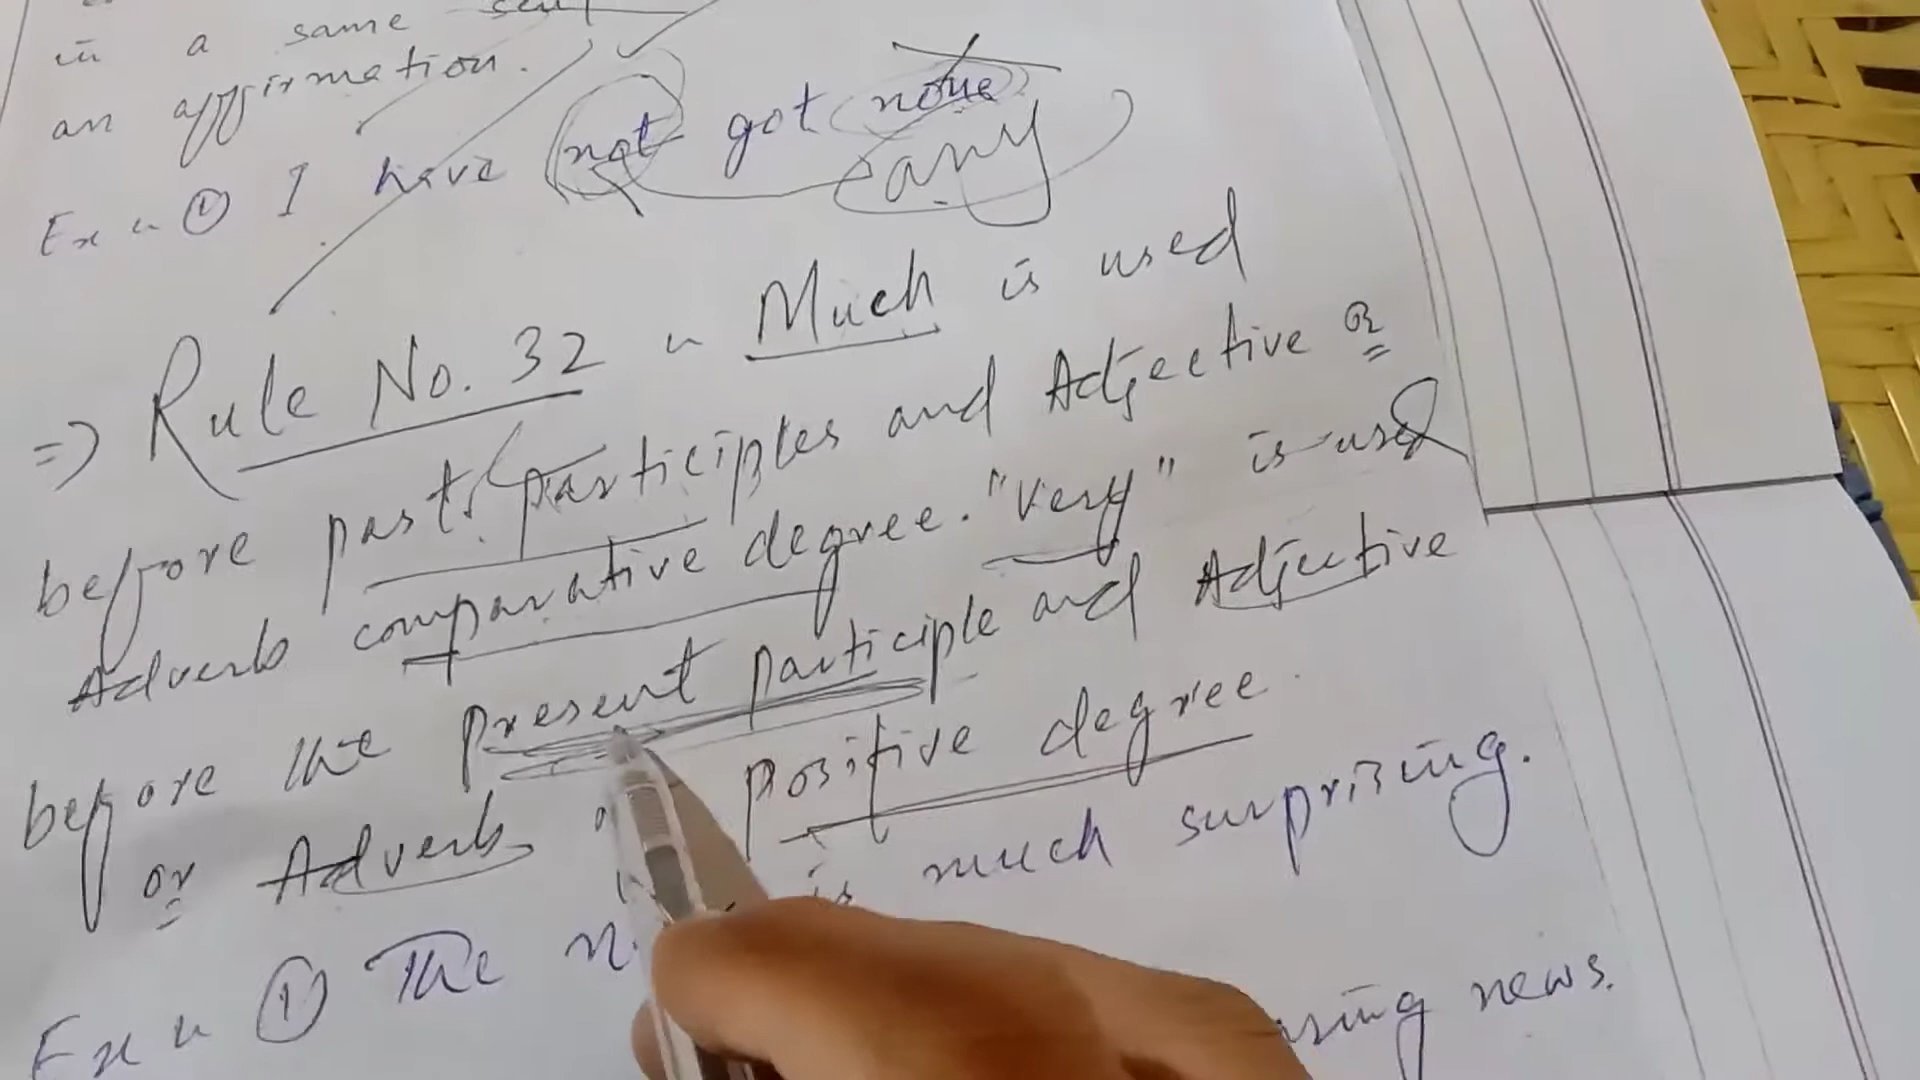 in a same
an affirmation.
Ex ~ ① I have not got none
any
⇒ Rule No. 32 ~ Much is used
before past participles and Adjective or
Adverb comparative degree. "Very" is used
before the present participle and Adjective
or Adverb positive degree.
Ex ~ ① The is much surprising.
news.